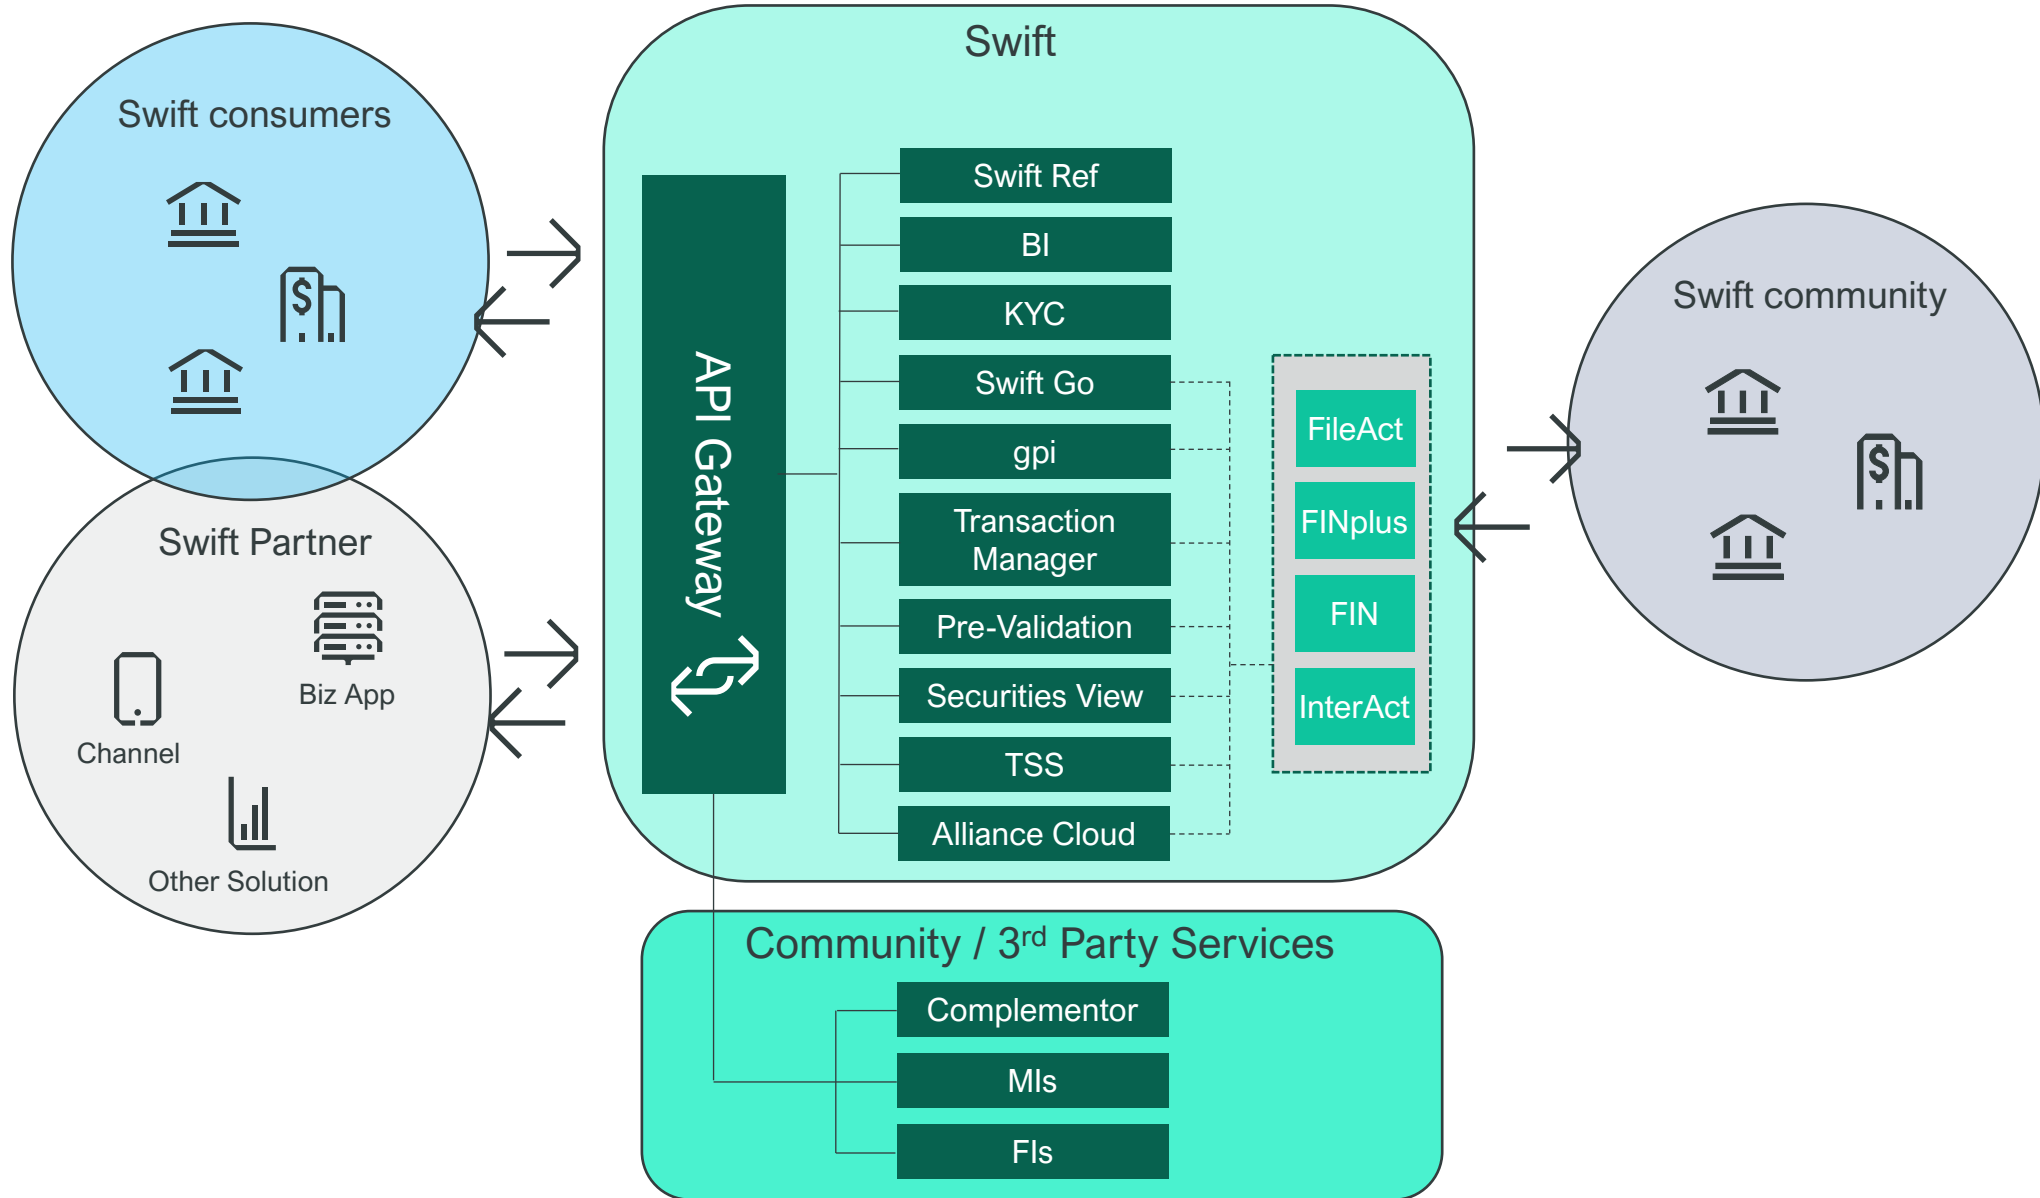 Swift
Swift consumers
Swift Partner
Biz App
Channel
Other Solution
API Gateway
Swift Ref
BI
KYC
Swift Go
gpi
Transaction
Manager
Pre-Validation
Securities View
TSS
Alliance Cloud
FileAct
FINplus
FIN
InterAct
Swift community
Community / 3rd Party Services
Complementor
MIs
FIs